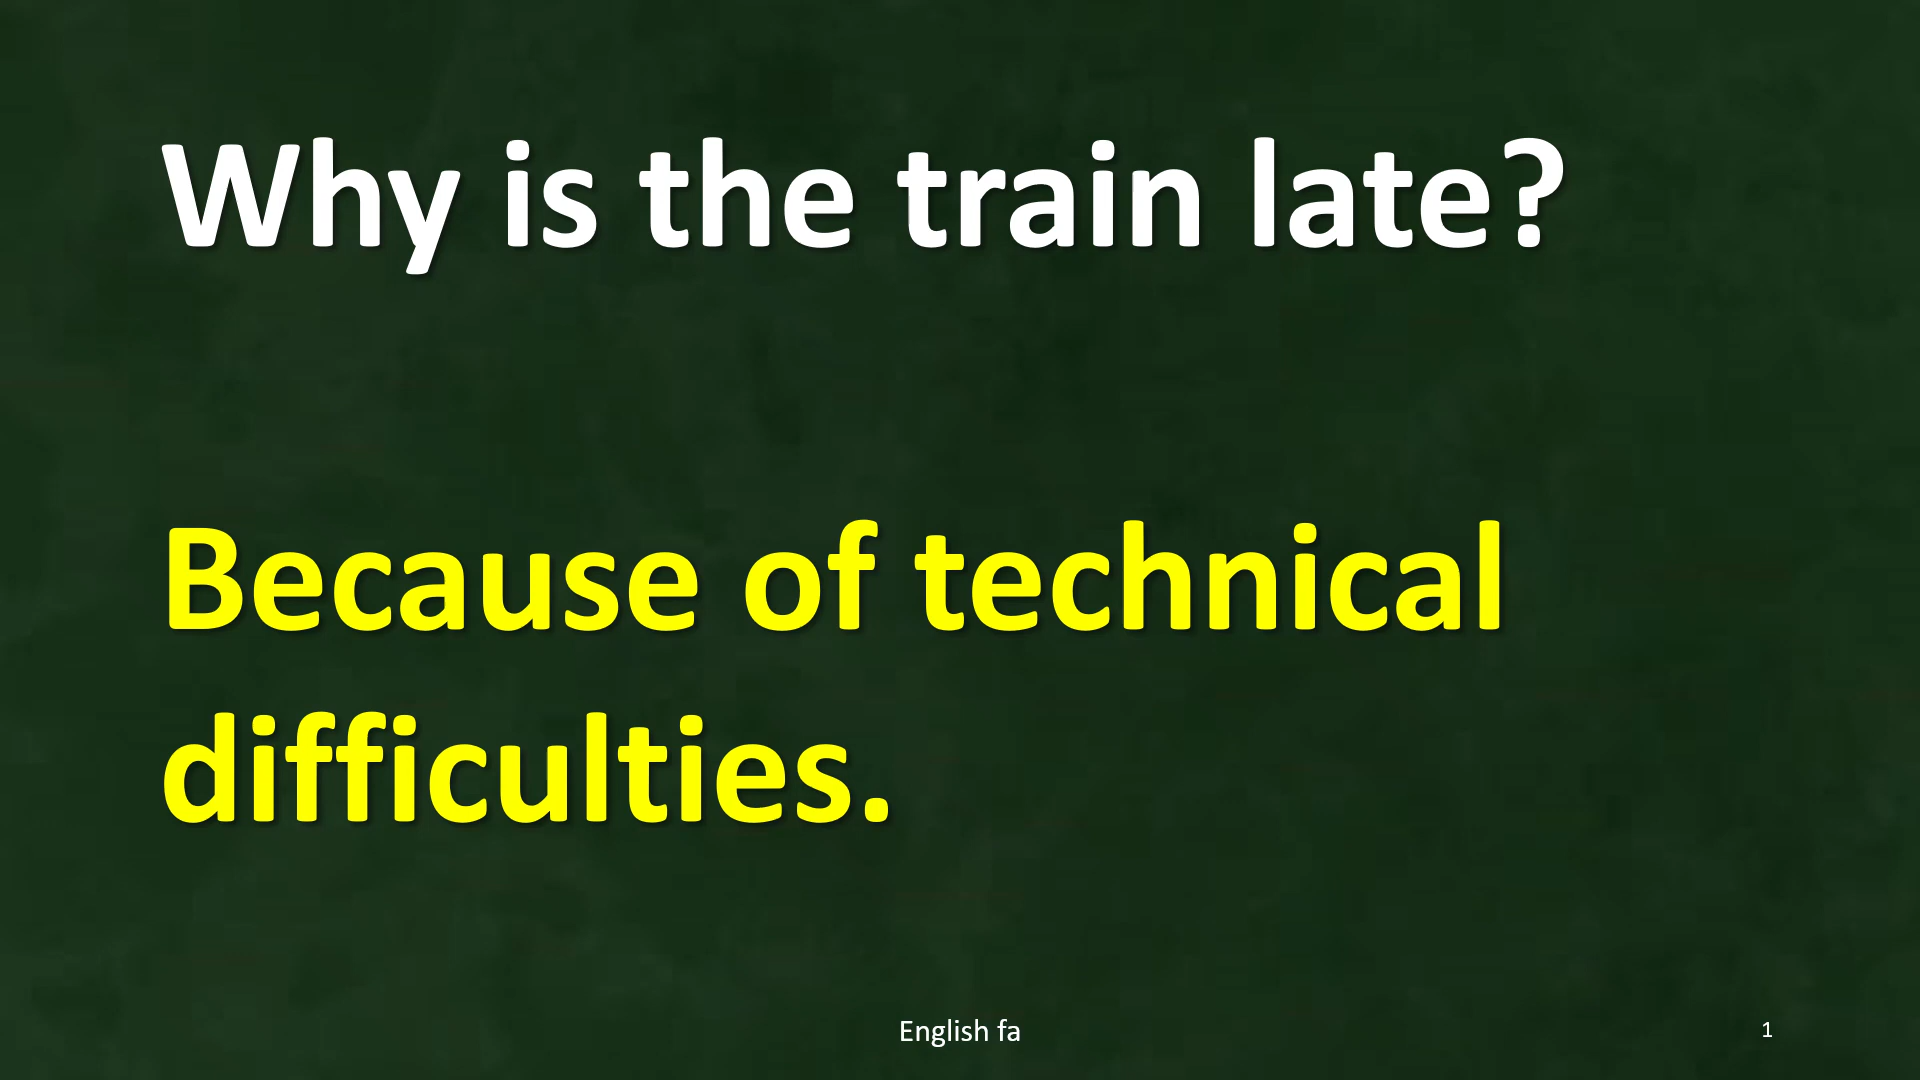 Why is the train late?
Because of technical
difficulties.
English fa
1